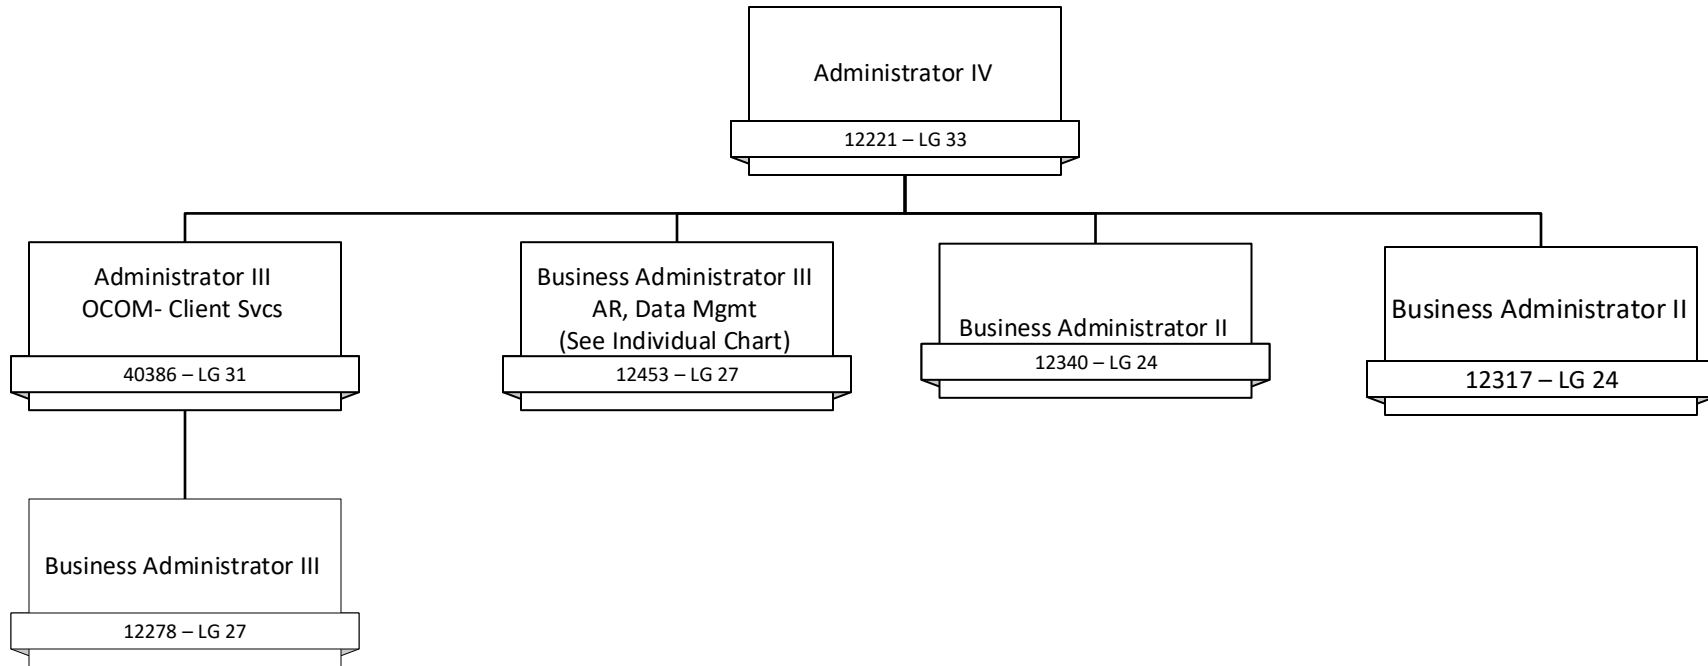 Administrator IV
12221 – LG 33
Administrator III
OCOM- Client Svcs
40386 – LG 31
Business Administrator III
AR, Data Mgmt
(See Individual Chart)
12453 – LG 27
Business Administrator II
12340 – LG 24
Business Administrator II
12317 – LG 24
Business Administrator III
12278 – LG 27